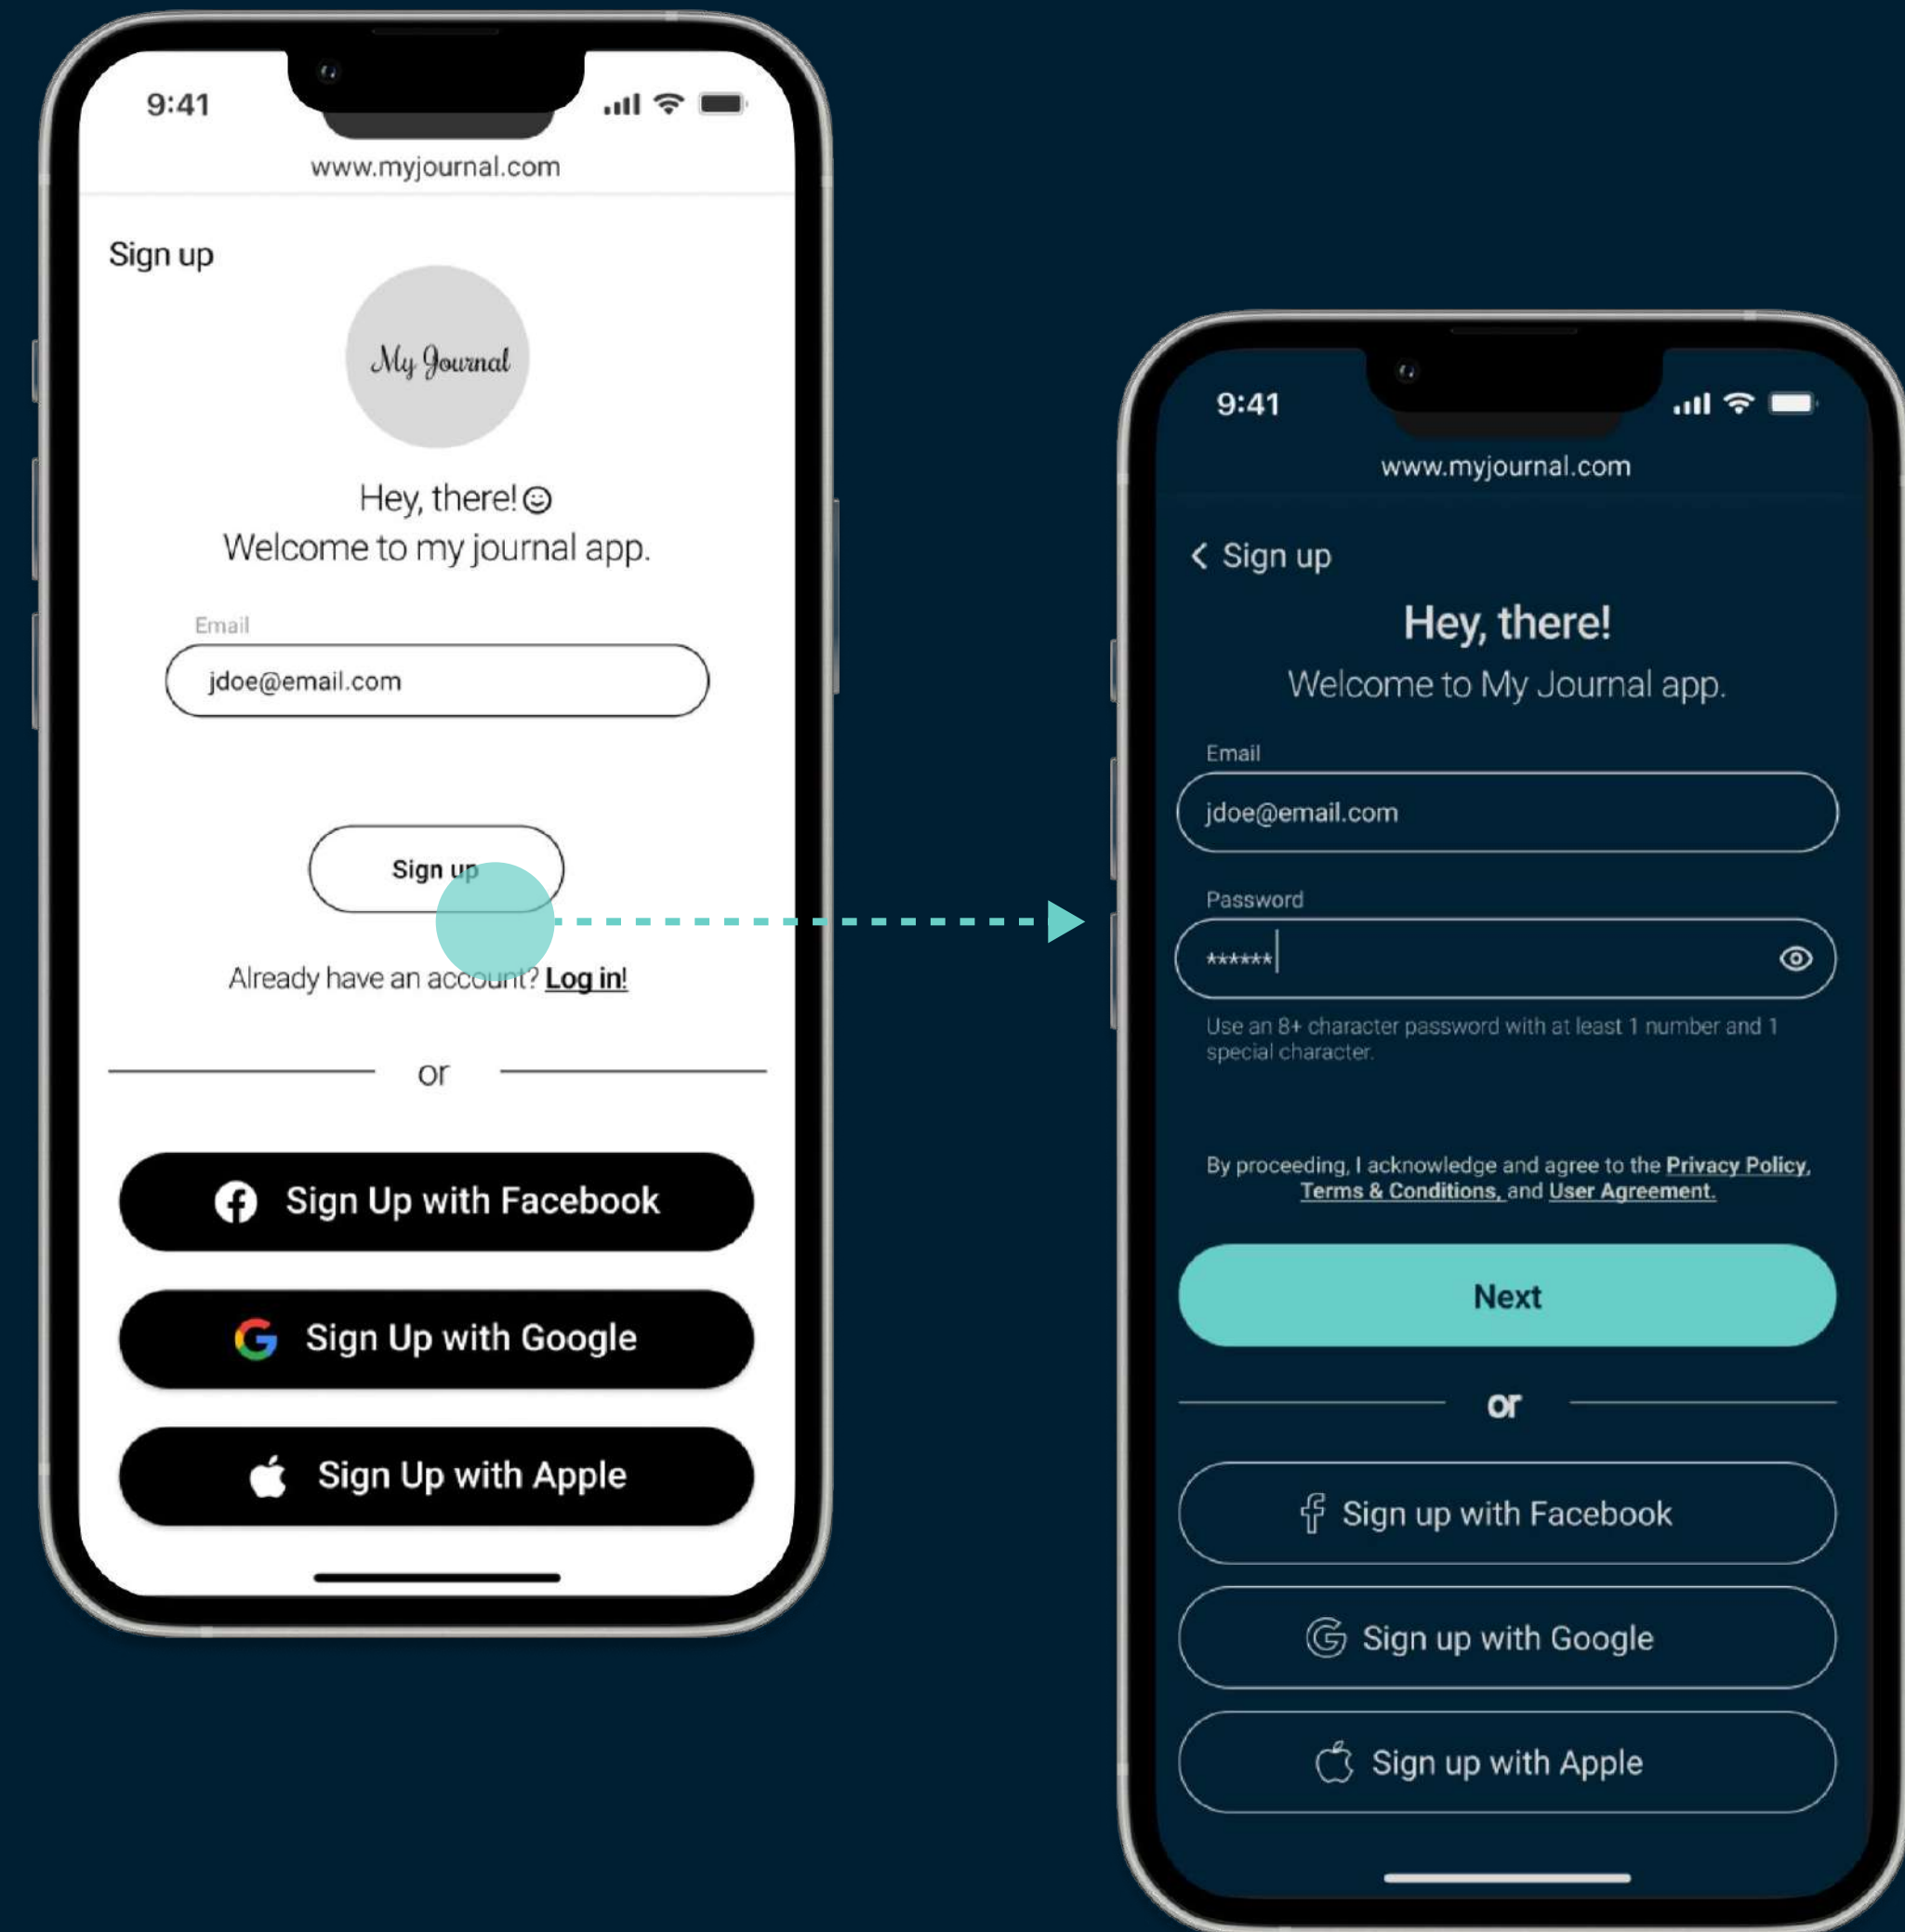 9:41
www.myjournal.com
Sign up
My Journal
Hey, there!
Welcome to my journal app.
Email
jdoe@email.com
Sign up
Already have an account? Log in!
or
Sign Up with Facebook
Sign Up with Google
Sign Up with Apple
9:41
www.myjournal.com
< Sign up
Hey, there!
Welcome to My Journal app.
Email
jdoe@email.com
Password
******
Use an 8+ character password with at least 1 number and 1
special character.
By proceeding, I acknowledge and agree to the Privacy Policy,
Terms & Conditions, and User Agreement.
Next
or
Sign up with Facebook
Sign up with Google
Sign up with Apple